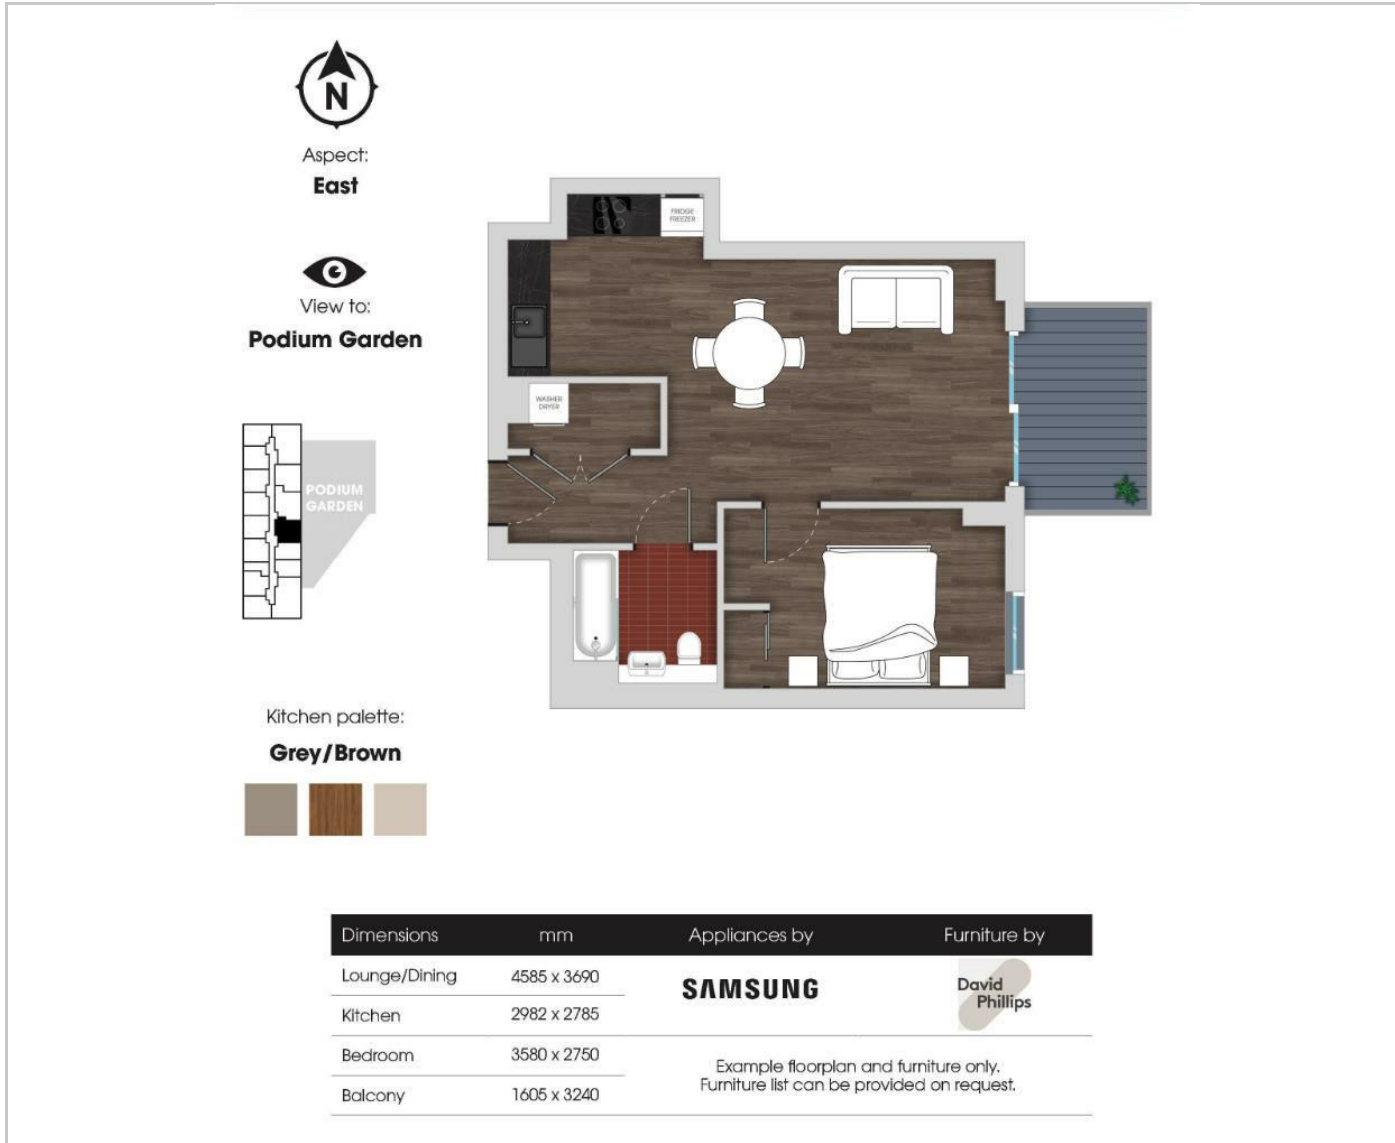 N
Aspect:
East
View to:
Podium Garden
PODIUM
GARDEN
Kitchen palette:
Grey/Brown
FRIDGE
FREEZER
WASHER
DRYER
Dimensions mm Appliances by Furniture by
Lounge/Dining 4585 x 3690
SAMSUNG
David
Phillips
Kitchen 2982 x 2785
Bedroom 3580 x 2750
Balcony 1605 x 3240
Example floorplan and furniture only.
Furniture list can be provided on request.